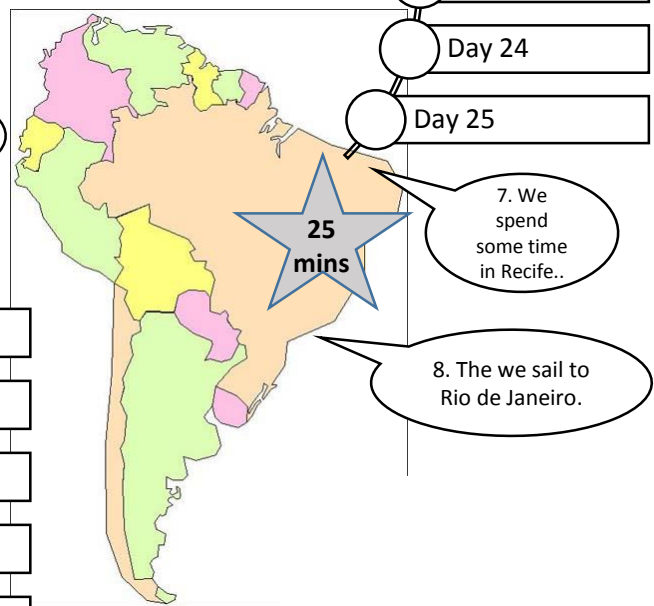 Day 24
Day 25
7. We
spend
some time
in Recife..
25
mins
8. The we sail to
Rio de Janeiro.